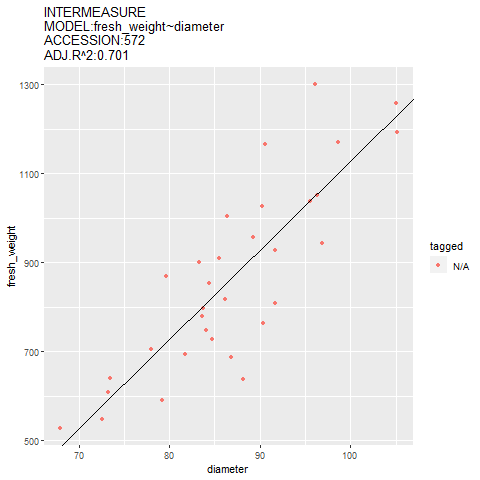 INTERMEASURE
MODEL:fresh_weight~diameter
ACCESSION:572
ADJ.R^2:0.701
1300
1100
900
700
500
fresh_weight
70 80 90 100
diameter
tagged
N/A